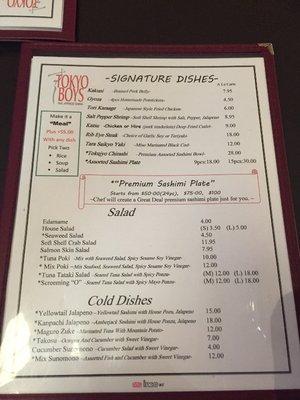 TOKYO
BOYS
-SIGNATURE DISHES-
A La Carte
Kakuni -Braised Pork Belly- 7.95
Gyoza -4pcs Homemade Potstickers- 4.50
Tori Karaage -Japanese Style Fried Chicken 6.00
Salt Pepper Shrimp -Soft Shell Shrimp with Salt, Pepper, Jalapeno 8.95
Katsu -Chicken or Hire (pork tenderloin) Deep-Fried Cutlet- 9.00
Rib Eye Steak -Choice of Garlic Soy or Teriyaki 18.00
Tara Saikyo Yaki -Miso Marinated Black Cod- 12.00
*Tokujyo Chirashi -Premium Assorted Sashimi Bowl- 28.00
*Assorted Sashimi Plate 9pcs:18.00 15pcs:30.00
Make it a
"Meal"
Plus +$5.00
With any dish
Pick Two:
• Rice
• Soup
• Salad
*"Premium Sashimi Plate"
Starts from $50-00(24pc), $75-00, $100
~Chef will create a Great Deal premium sashimi plate just for you. ~
Salad
Edamame 4.00
House Salad (S) 3.50 (L) 5.00
*Seaweed Salad 4.50
Soft Shell Crab Salad 11.95
Salmon Skin Salad 7.95
*Tuna Poki -Tuna with Seaweed Salad, Spicy Sesame Soy Vinegar- 10.00
* Mix Poki -Mix Seafood, Seaweed Salad, Spicy Sesame Soy Vinegar- 12.00
*Tuna Tataki Salad -Seared Tuna Salad with Spicy Ponzu- (M) 12.00 (L) 18.00
*Screeming "O" -Seared Tuna Salad with Spicy Mayo Ponzu- (M) 12.00 (L) 18.00
Cold Dishes
*Yellowtail Jalapeno -Yellowtail Sashimi with House Ponzu, Jalapeno 15.00
*Kanpachi Jalapeno -Amberjack Sashimi with House Ponzu, Jalapeno 18.00
*Maguro Zuke -Marinated Tuna With Mountain Potato- 12.00
*Takosu -Octopus And Cucumber with Sweet Vinegar- 7.00
Cucumber Sunomono -Cucumber Salad with Sweet Vinegar- 4.00
*Mix Sunomono -Assorted Fish and Cucumber with Sweet Vinegar- 12.00